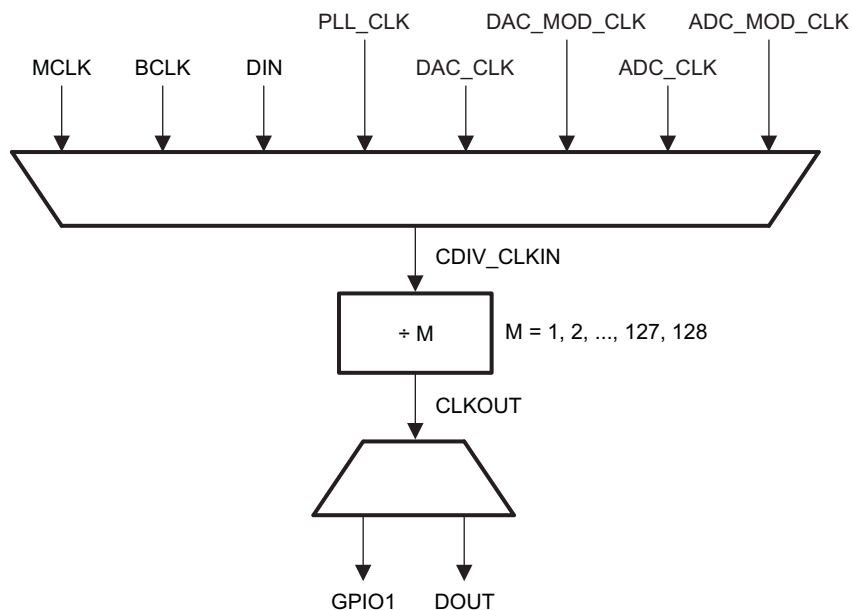 PLL_CLK DAC_MOD_CLK ADC_MOD_CLK
MCLK BCLK DIN DAC_CLK ADC_CLK
CDIV_CLKIN
÷ M M = 1, 2, ..., 127, 128
CLKOUT
GPIO1 DOUT